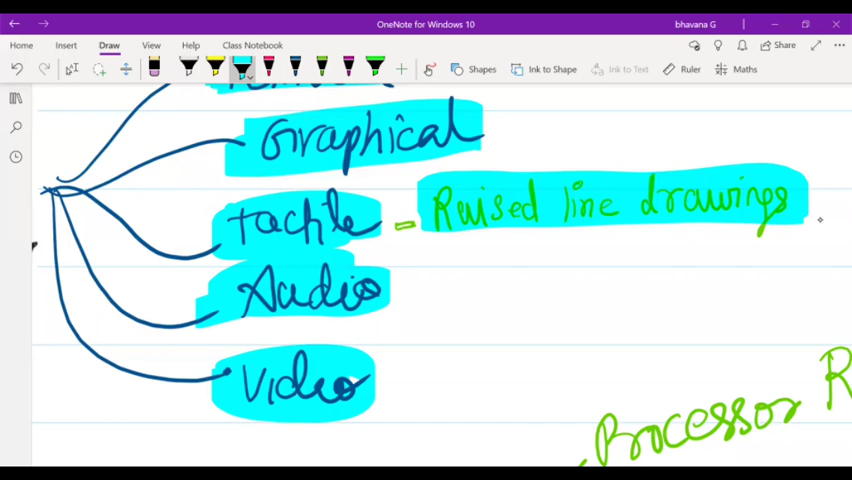 OneNote for Windows 10
bhavana G
Home Insert Draw View Help Class Notebook
Share
Shapes Ink to Shape Ink to Text Ruler Maths
Graphical
Tactile = Raised line drawings
Audio
Video
Processor R